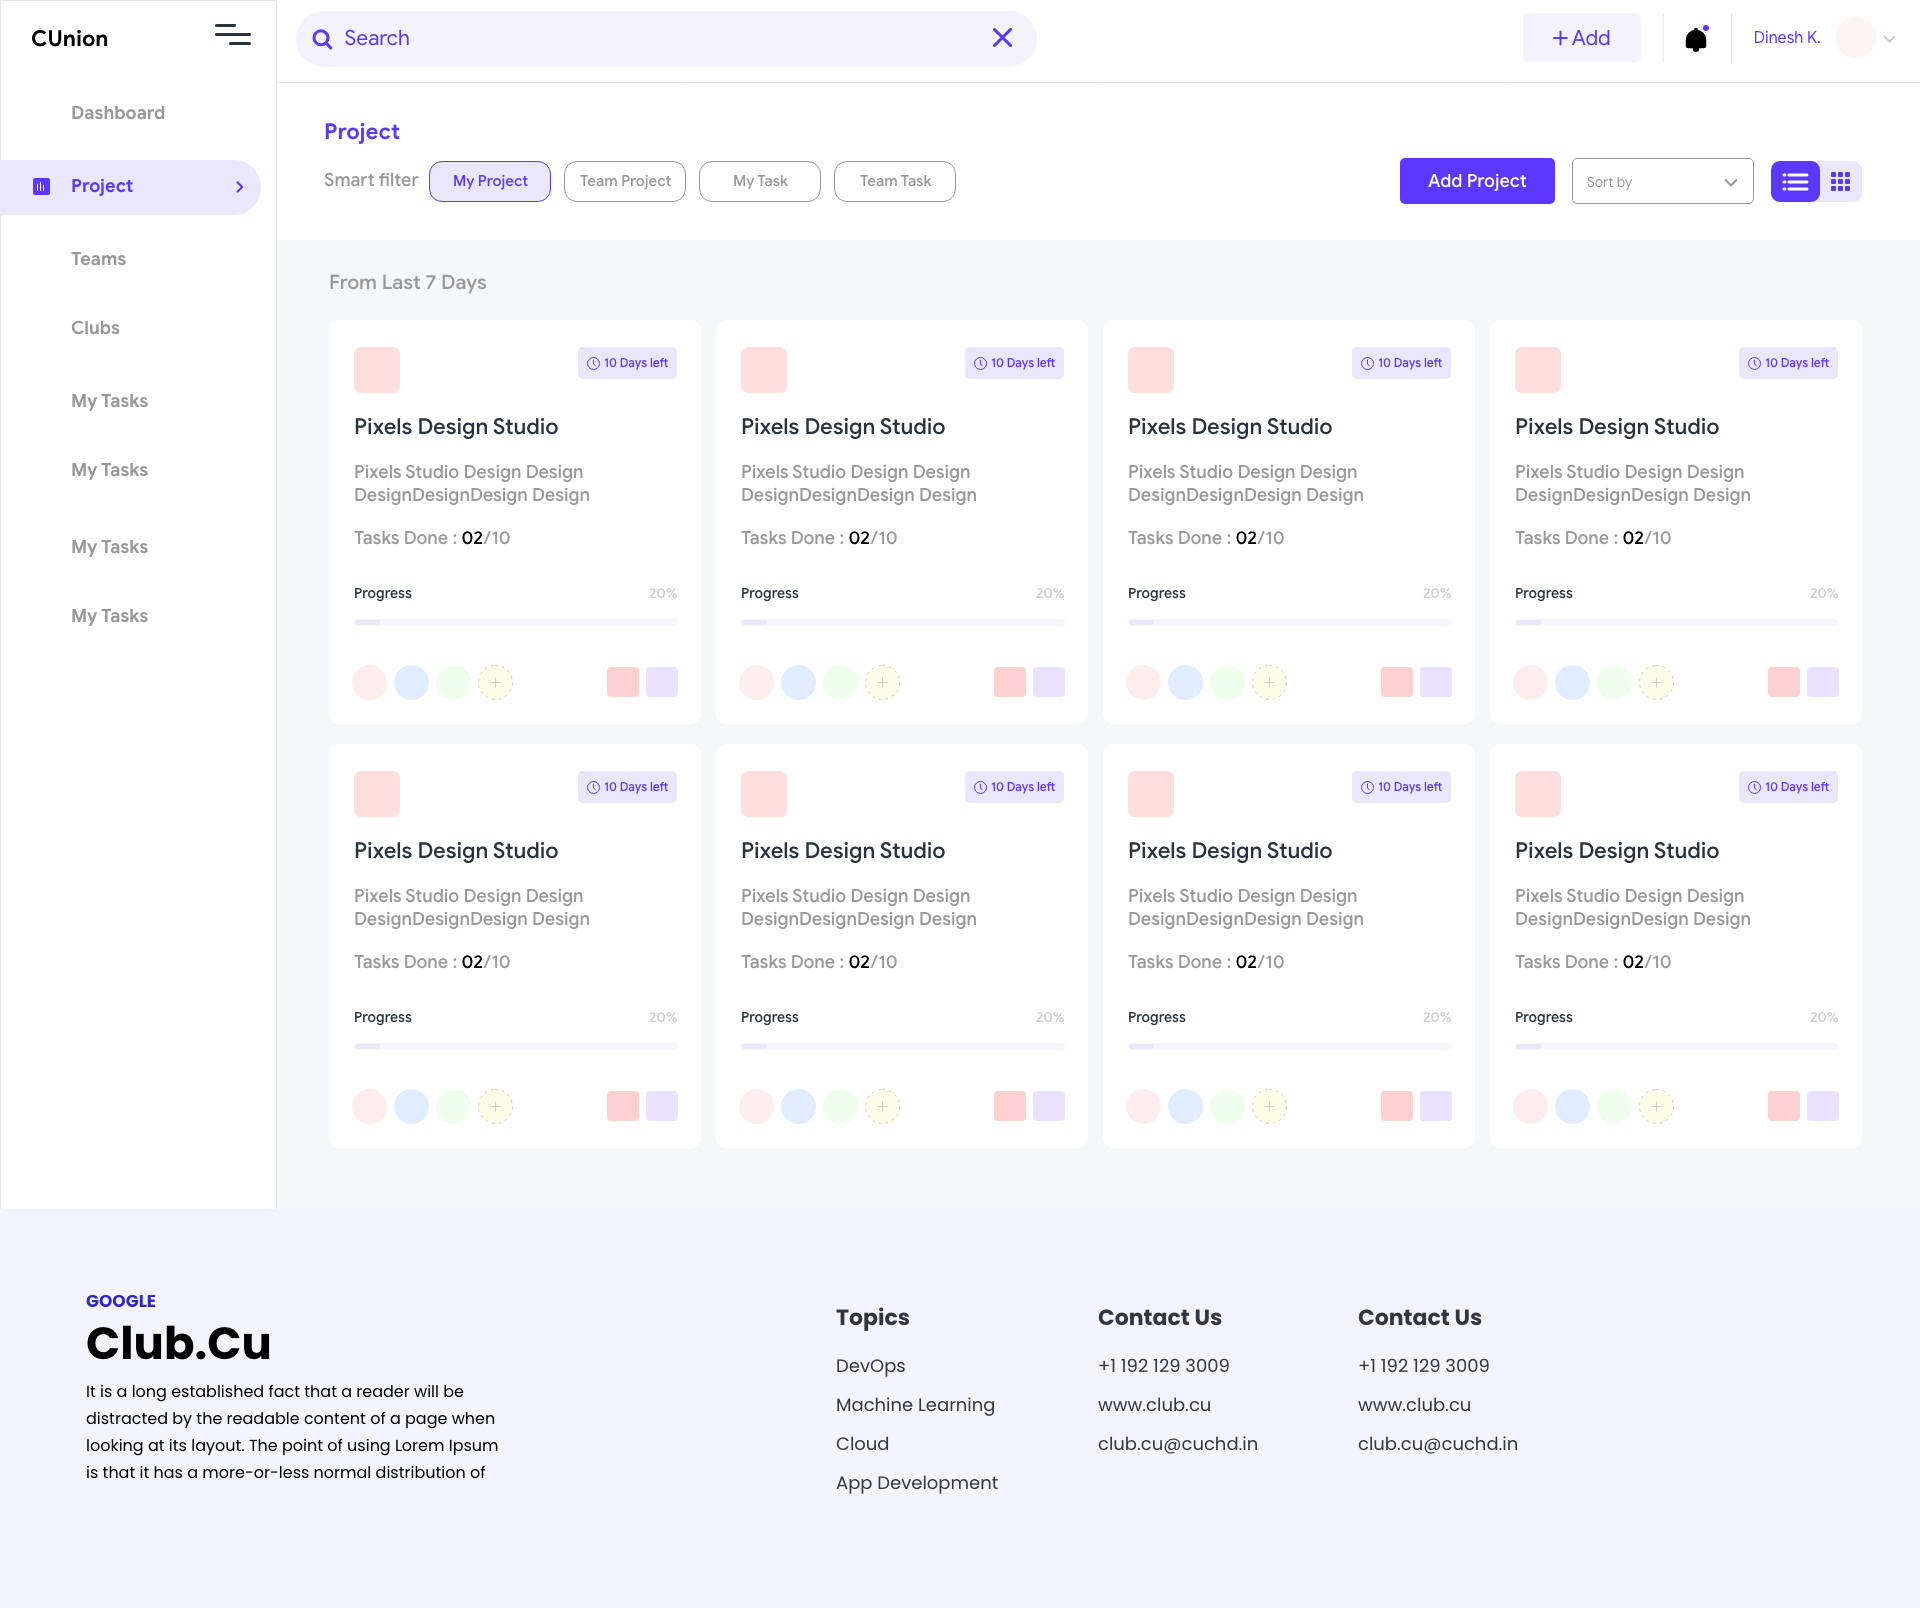 CUnion
Search
+ Add
Dinesh K.
Dashboard
Project
Teams
Clubs
My Tasks
My Tasks
My Tasks
My Tasks
Project
Smart filter
My Project
Team Project
My Task
Team Task
Add Project
Sort by
From Last 7 Days
10 Days left
Pixels Design Studio
Pixels Studio Design Design
DesignDesignDesign Design
Tasks Done : 02/10
Progress 20%
10 Days left
Pixels Design Studio
Pixels Studio Design Design
DesignDesignDesign Design
Tasks Done : 02/10
Progress 20%
10 Days left
Pixels Design Studio
Pixels Studio Design Design
DesignDesignDesign Design
Tasks Done : 02/10
Progress 20%
10 Days left
Pixels Design Studio
Pixels Studio Design Design
DesignDesignDesign Design
Tasks Done : 02/10
Progress 20%
10 Days left
Pixels Design Studio
Pixels Studio Design Design
DesignDesignDesign Design
Tasks Done : 02/10
Progress 20%
10 Days left
Pixels Design Studio
Pixels Studio Design Design
DesignDesignDesign Design
Tasks Done : 02/10
Progress 20%
10 Days left
Pixels Design Studio
Pixels Studio Design Design
DesignDesignDesign Design
Tasks Done : 02/10
Progress 20%
10 Days left
Pixels Design Studio
Pixels Studio Design Design
DesignDesignDesign Design
Tasks Done : 02/10
Progress 20%
GOOGLE
Club.Cu
It is a long established fact that a reader will be
distracted by the readable content of a page when
looking at its layout. The point of using Lorem Ipsum
is that it has a more-or-less normal distribution of
Topics
DevOps
Machine Learning
Cloud
App Development
Contact Us
+1 192 129 3009
www.club.cu
club.cu@cuchd.in
Contact Us
+1 192 129 3009
www.club.cu
club.cu@cuchd.in